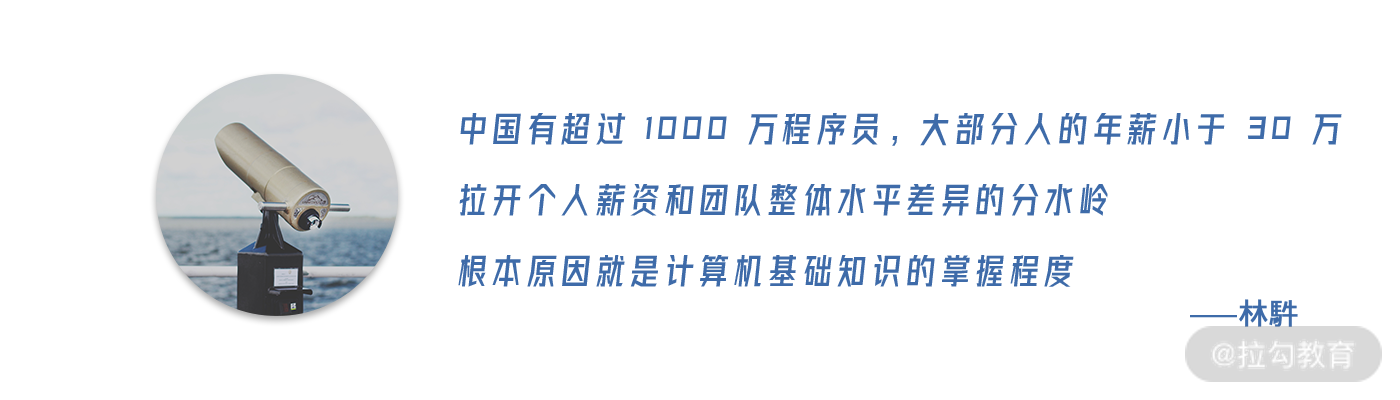 中国有超过 1000 万程序员，大部分人的年薪小于 30 万
拉开个人薪资和团队整体水平差异的分水岭
根本原因就是计算机基础知识的掌握程度
——林䭹
@拉勾教育